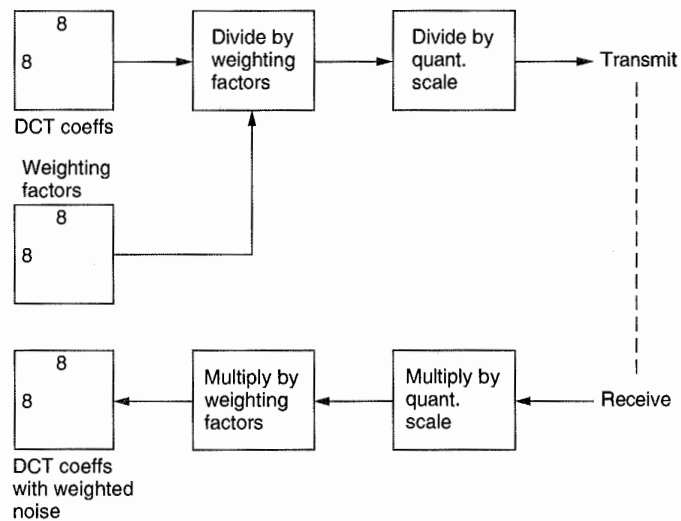 8
8
DCT coeffs
Divide by
weighting
factors
Divide by
quant.
scale
Transmit
Weighting
factors
8
8
8
8
DCT coeffs
with weighted
noise
Multiply by
weighting
factors
Multiply by
quant.
scale
Receive